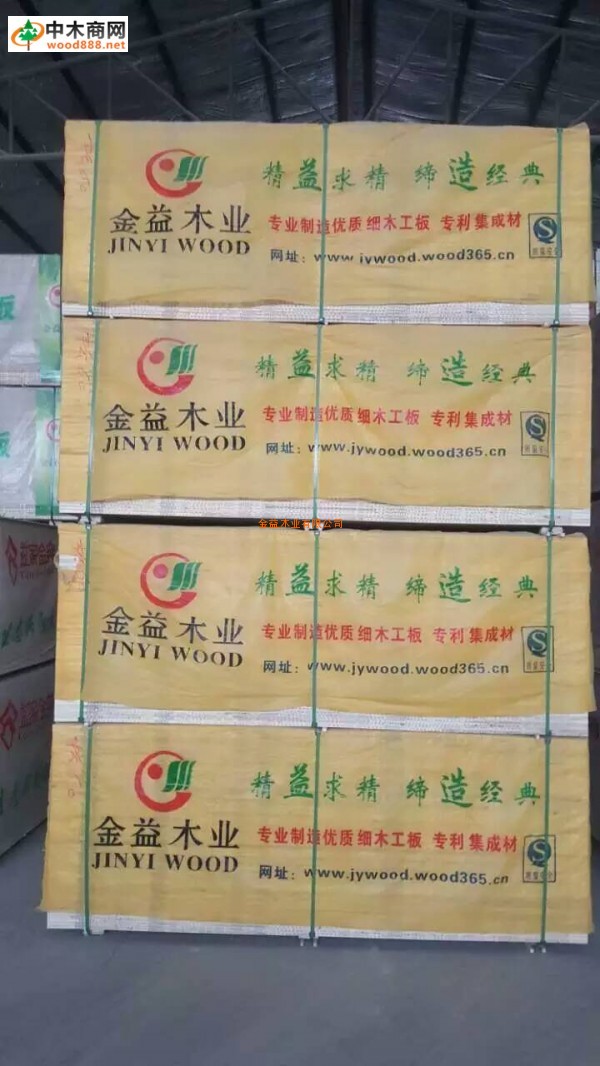 中木商网
wood888.net
金益木业
JINYI WOOD
精益求精 缔造经典
专业制造优质细木工板 专利集成材
网址：www.jywood.wood365.cn
金益木业
JINYI WOOD
精益求精 缔造经典
专业制造优质细木工板 专利集成材
网址：www.jywood.wood365.cn
金益木业有限公司
金益木业
JINYI WOOD
精益求精 缔造经典
专业制造优质细木工板 专利集成材
网址：www.jywood.wood365.cn
金益木业
JINYI WOOD
精益求精 缔造经典
专业制造优质细木工板 专利集成材
网址：www.jywood.wood365.cn
板